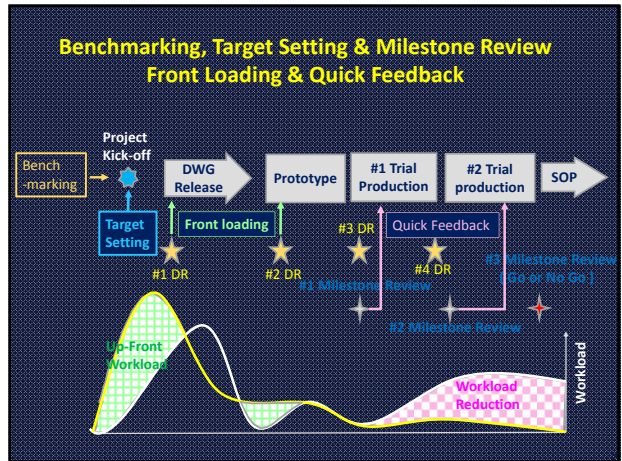 Benchmarking, Target Setting & Milestone Review
Front Loading & Quick Feedback
Project
Kick-off
Bench
-marking
DWG
Release
Prototype
#1 Trial
Production
#2 Trial
production
SOP
Target
Setting
Front loading
Quick Feedback
#1 DR
#2 DR
#3 DR
#4 DR
#1 Milestone Review
#2 Milestone Review
#3 Milestone Review
( Go or No Go )
Up-Front
Workload
Workload
Reduction
Workload